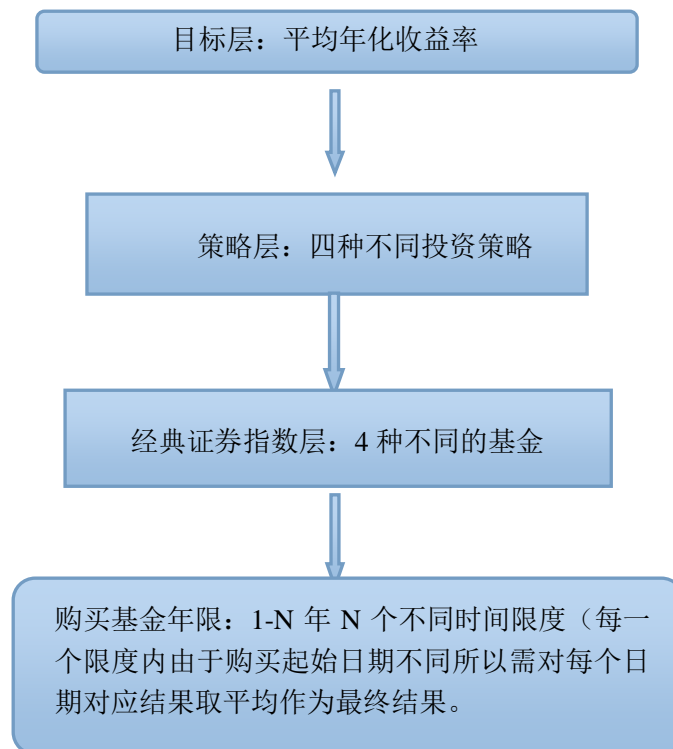 目标层：平均年化收益率
策略层：四种不同投资策略
经典证券指数层：4 种不同的基金
购买基金年限：1-N 年 N 个不同时间限度（每一
个限度内由于购买起始日期不同所以需对每个日
期对应结果取平均作为最终结果。